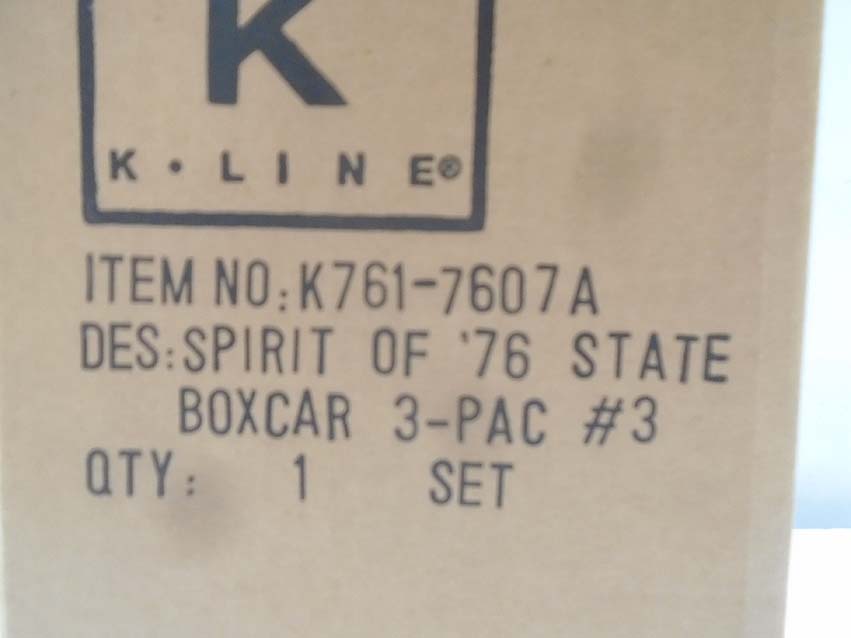 K
K • LINE®
ITEM NO:K761-7607A
DES:SPIRIT OF '76 STATE
BOXCAR 3-PAC #3
QTY: 1 SET